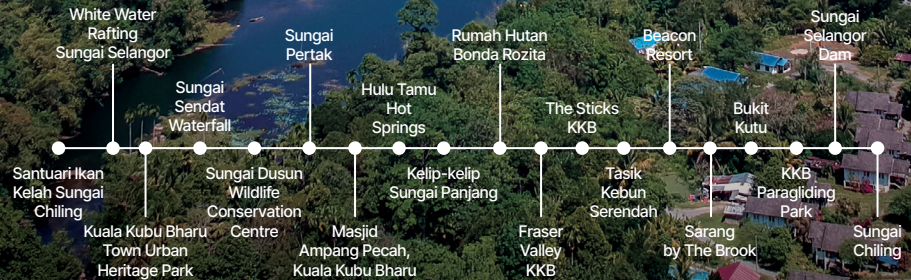 White Water
Rafting
Sungai Selangor
Sungai
Sendat
Waterfall
Sungai
Pertak
Hulu Tamu
Hot
Springs
Rumah Hutan
Bonda Rozita
The Sticks
KKB
Beacon
Resort
Bukit
Kutu
Sungai
Selangor
Dam
Santuari Ikan
Kelah Sungai
Chiling
Kuala Kubu Bharu
Town Urban
Heritage Park
Sungai Dusun
Wildlife
Conservation
Centre
Masjid
Ampang Pecah,
Kuala Kubu Bharu
Kelip-kelip
Sungai Panjang
Fraser
Valley
KKB
Tasik
Kebun
Serendah
Sarang
by The Brook
KKB
Paragliding
Park
Sungai
Chiling